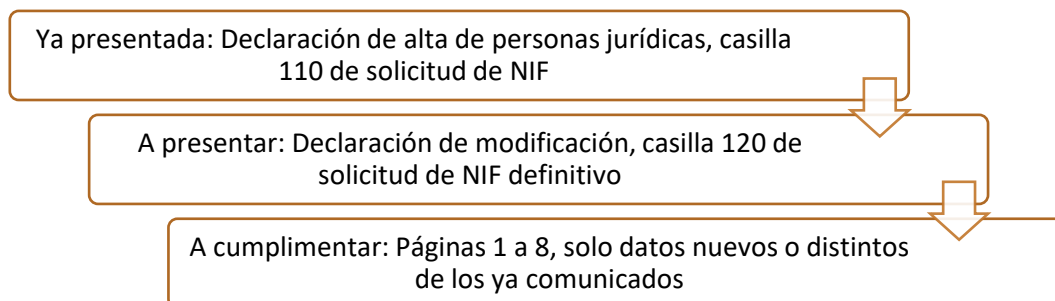 Ya presentada: Declaración de alta de personas jurídicas, casilla
110 de solicitud de NIF
A presentar: Declaración de modificación, casilla 120 de
solicitud de NIF definitivo
A cumplimentar: Páginas 1 a 8, solo datos nuevos o distintos
de los ya comunicados